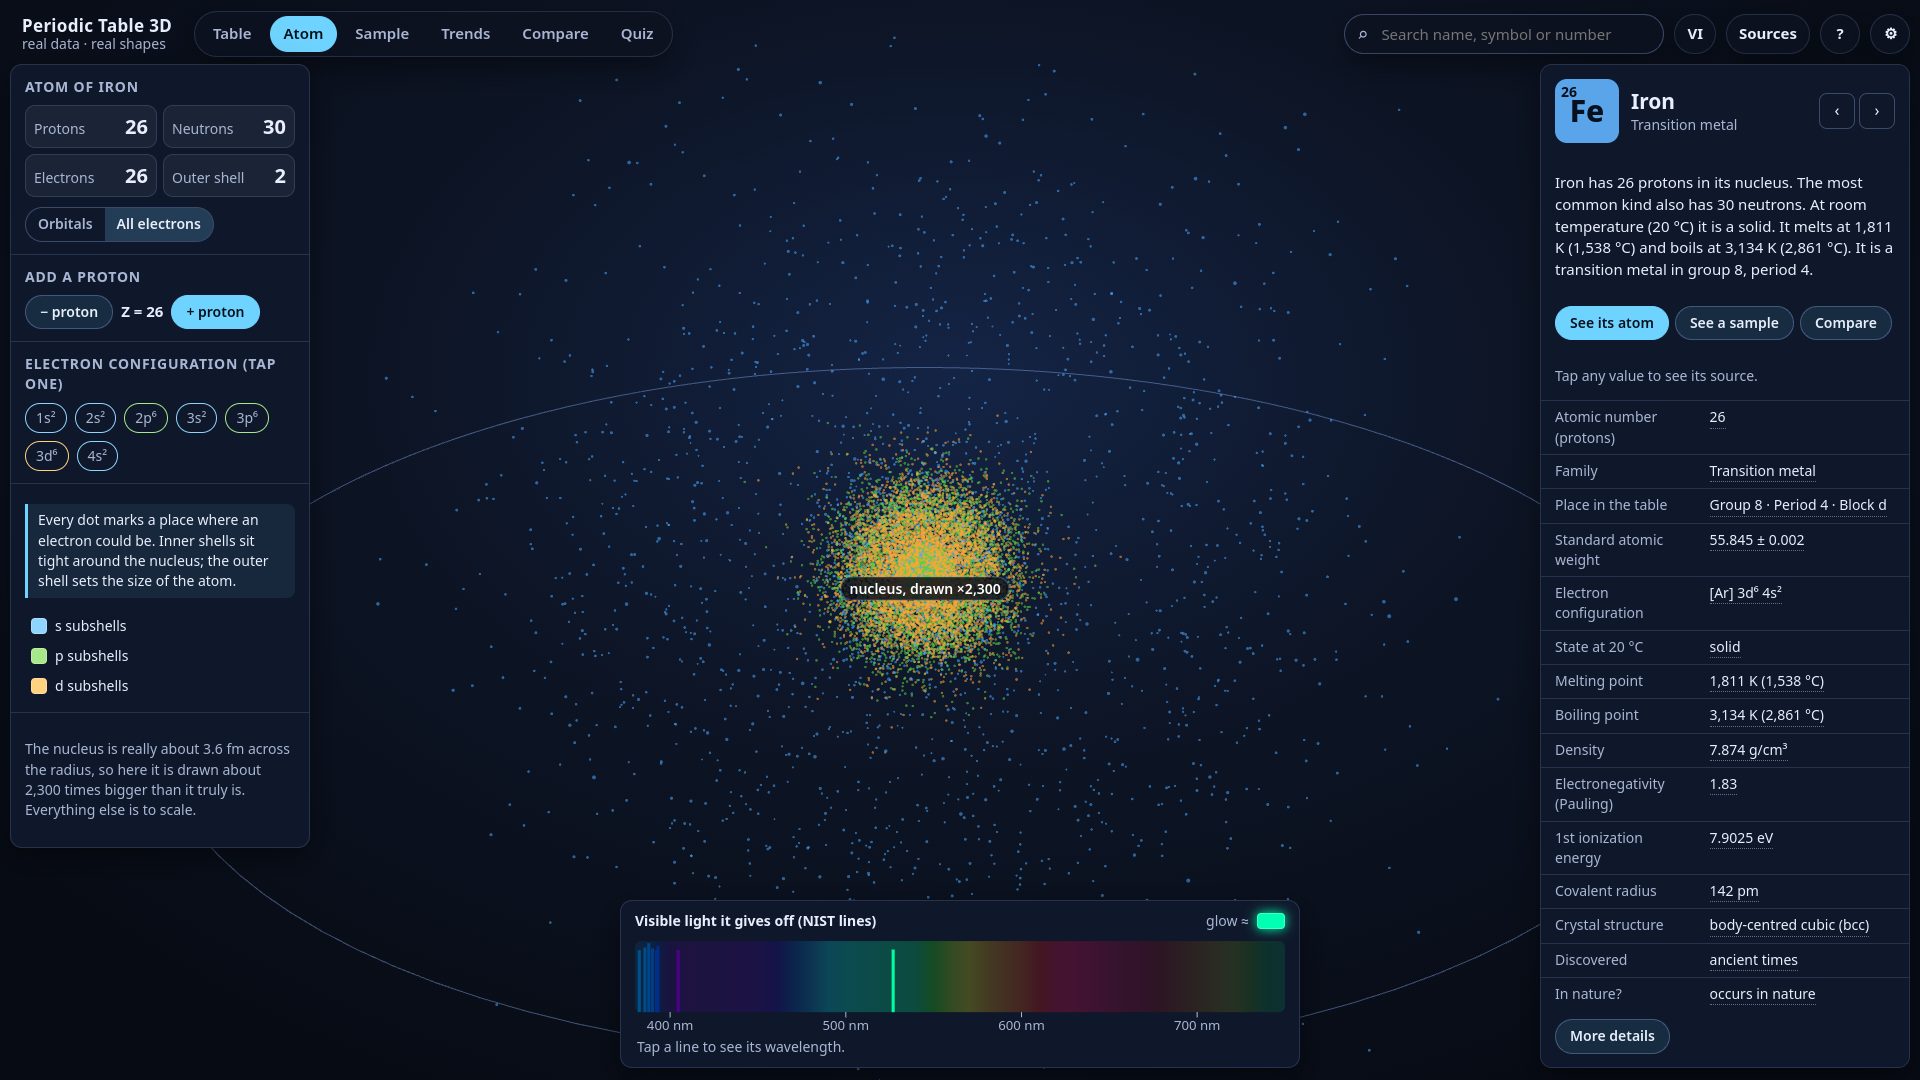 Periodic Table 3D
real data · real shapes
Table
Atom
Sample
Trends
Compare
Quiz
Search name, symbol or number
VI
Sources
?
ATOM OF IRON
Protons 26
Neutrons 30
Electrons 26
Outer shell 2
Orbitals
All electrons
ADD A PROTON
− proton
Z = 26
+ proton
ELECTRON CONFIGURATION (TAP
ONE)
1s²
2s²
2p⁶
3s²
3p⁶
3d⁶
4s²
Every dot marks a place where an
electron could be. Inner shells sit
tight around the nucleus; the outer
shell sets the size of the atom.
s subshells
p subshells
d subshells
The nucleus is really about 3.6 fm across
the radius, so here it is drawn about
2,300 times bigger than it truly is.
Everything else is to scale.
nucleus, drawn ×2,300
Visible light it gives off (NIST lines)
glow ≈
400 nm
500 nm
600 nm
700 nm
Tap a line to see its wavelength.
26
Fe
Iron
Transition metal
‹
›
Iron has 26 protons in its nucleus. The most
common kind also has 30 neutrons. At room
temperature (20 °C) it is a solid. It melts at 1,811
K (1,538 °C) and boils at 3,134 K (2,861 °C). It is a
transition metal in group 8, period 4.
See its atom
See a sample
Compare
Tap any value to see its source.
Atomic number
(protons)
26
Family
Transition metal
Place in the table
Group 8 · Period 4 · Block d
Standard atomic
weight
55.845 ± 0.002
Electron
configuration
[Ar] 3d⁶ 4s²
State at 20 °C
solid
Melting point
1,811 K (1,538 °C)
Boiling point
3,134 K (2,861 °C)
Density
7.874 g/cm³
Electronegativity
(Pauling)
1.83
1st ionization
energy
7.9025 eV
Covalent radius
142 pm
Crystal structure
body-centred cubic (bcc)
Discovered
ancient times
In nature?
occurs in nature
More details